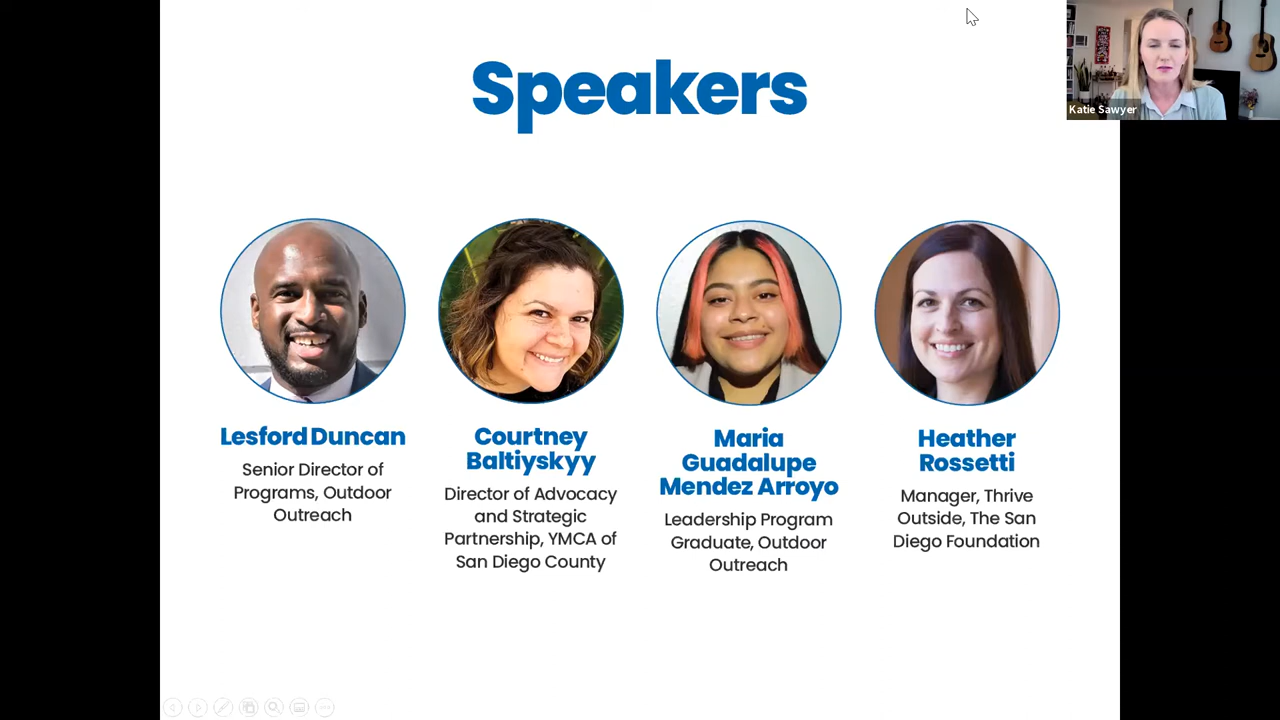 Speakers
Katie Sawyer
Lesford Duncan
Senior Director of
Programs, Outdoor
Outreach
Courtney
Baltiyskyy
Director of Advocacy
and Strategic
Partnership, YMCA of
San Diego County
Maria
Guadalupe
Mendez Arroyo
Leadership Program
Graduate, Outdoor
Outreach
Heather
Rossetti
Manager, Thrive
Outside, The San
Diego Foundation